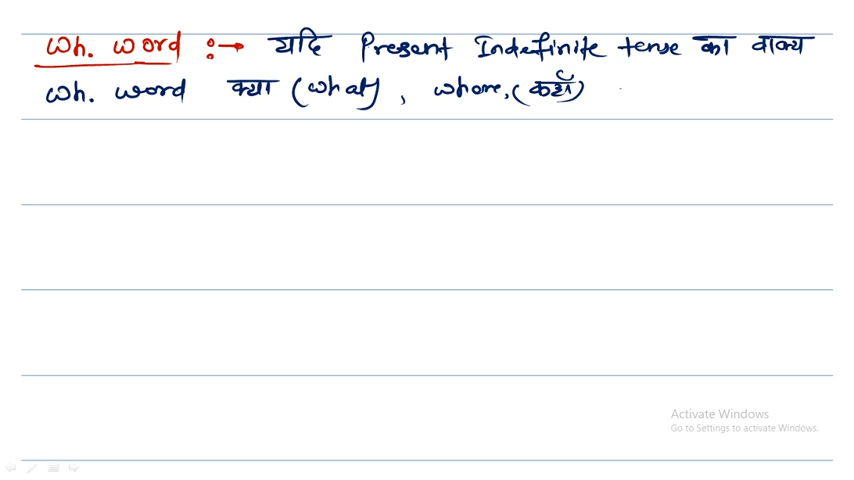 Wh. word :→ यदि Present Indefinite tense का वाक्य
wh. word क्या (what), where, (कहाँ)
Activate Windows
Go to Settings to activate Windows.